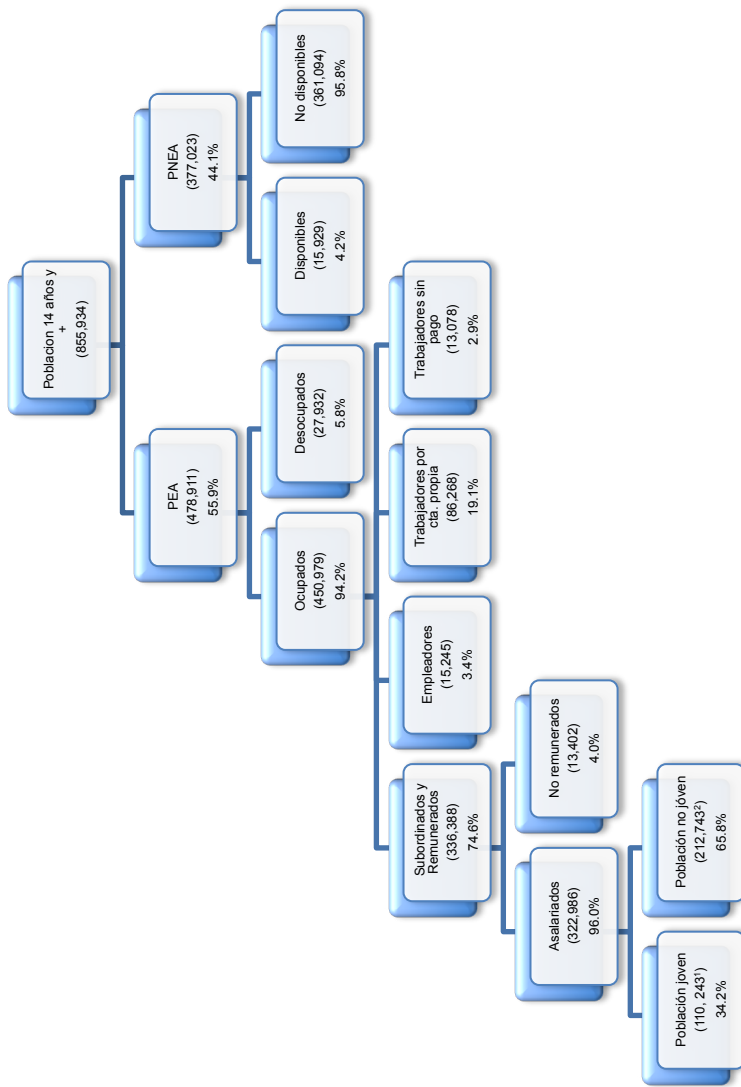 Poblacion 14 años y
+
(855,934)
PEA
(478,911)
55.9%
PNEA
(377,023)
44.1%
Ocupados
(450,979)
94.2%
Desocupados
(27,932)
5.8%
Disponibles
(15,929)
4.2%
No disponibles
(361,094)
95.8%
Subordinados y
Remunerados
(336,388)
74.6%
Empleadores
(15,245)
3.4%
Trabajadores por
cta. propia
(86,268)
19.1%
Trabajadores sin
pago
(13,078)
2.9%
Asalariados
(322,986)
96.0%
No remunerados
(13,402)
4.0%
Población joven
(110, 243¹)
34.2%
Población no jóven
(212,743²)
65.8%